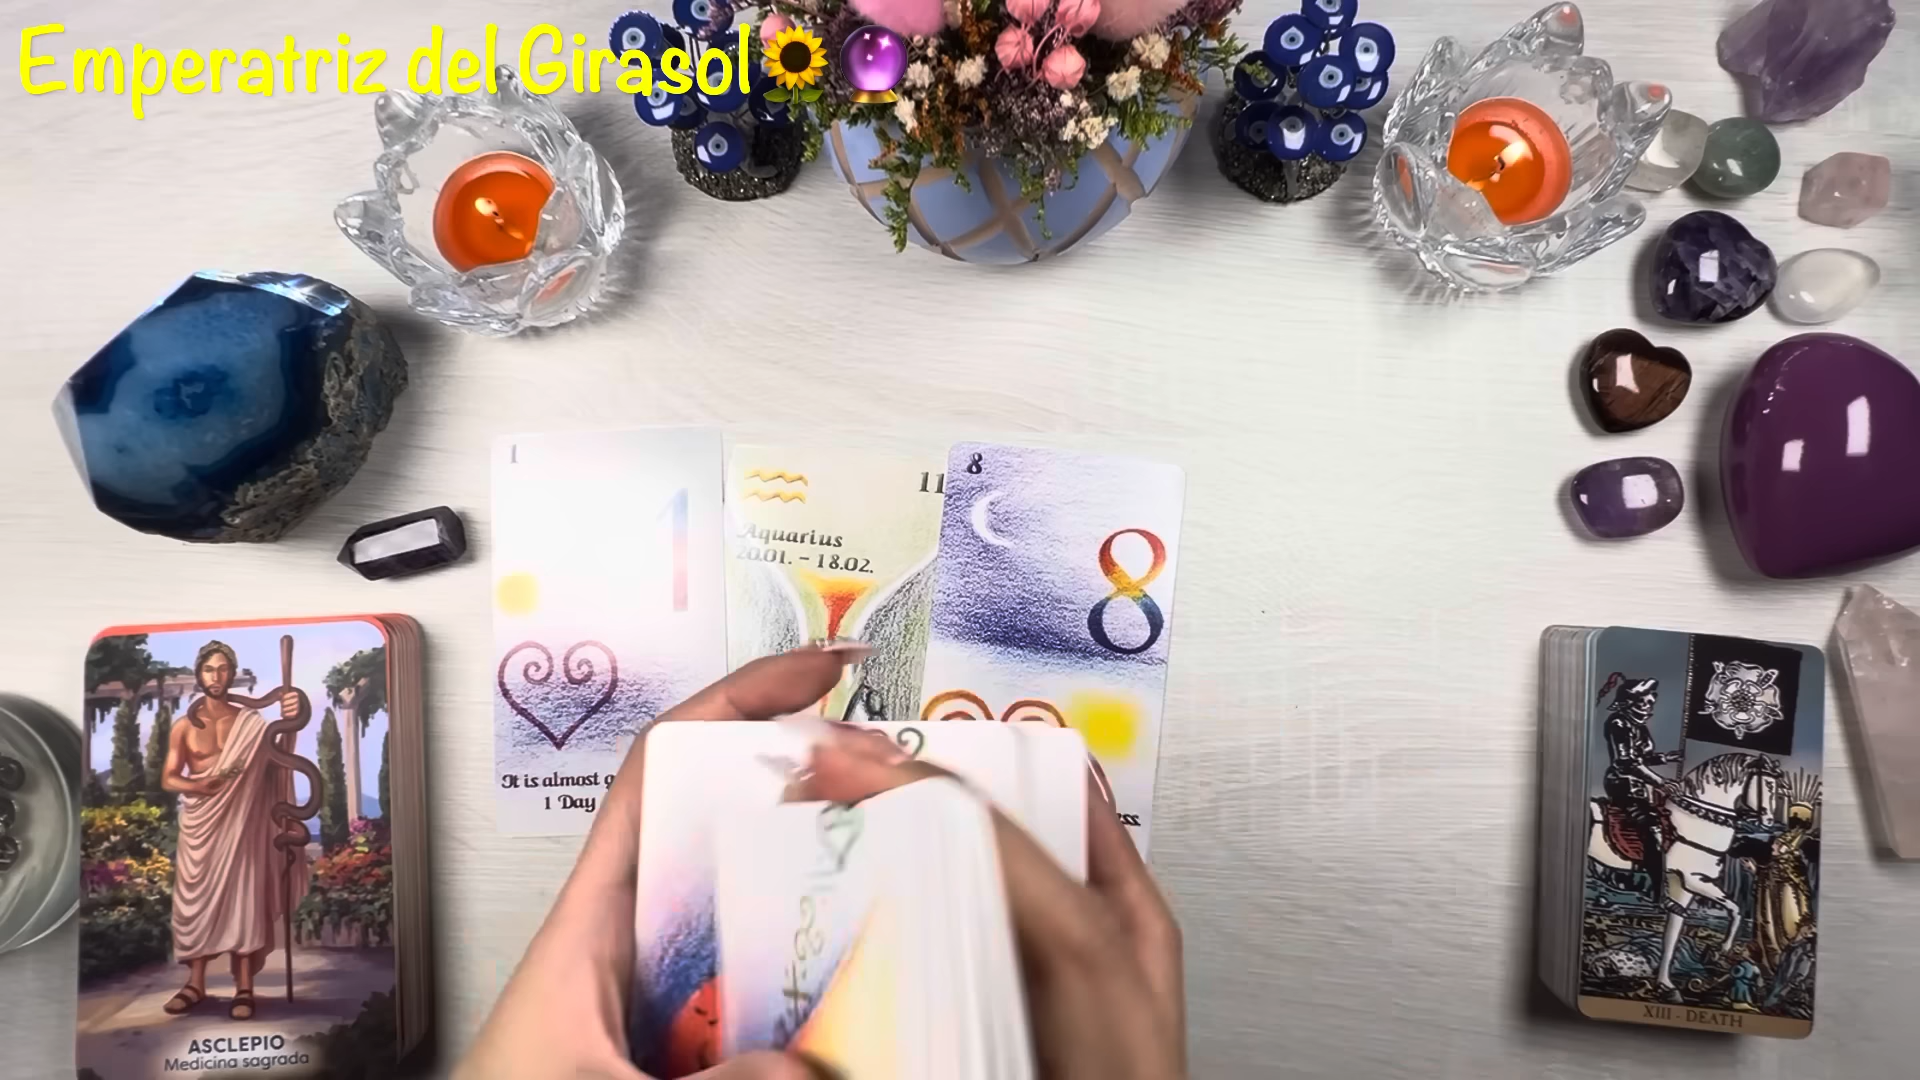 Emperatriz del Girasol
1
1
It is almost
1 Day
11
Aquarius
20.01. - 18.02.
8
8
ASCLEPIO
Medicina sagrada
XIII - DEATH